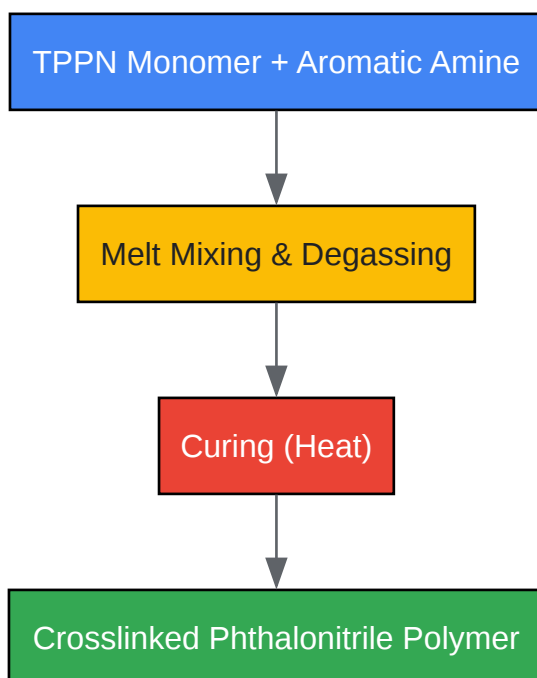 TPPN Monomer + Aromatic Amine
Melt Mixing & Degassing
Curing (Heat)
Crosslinked Phthalonitrile Polymer